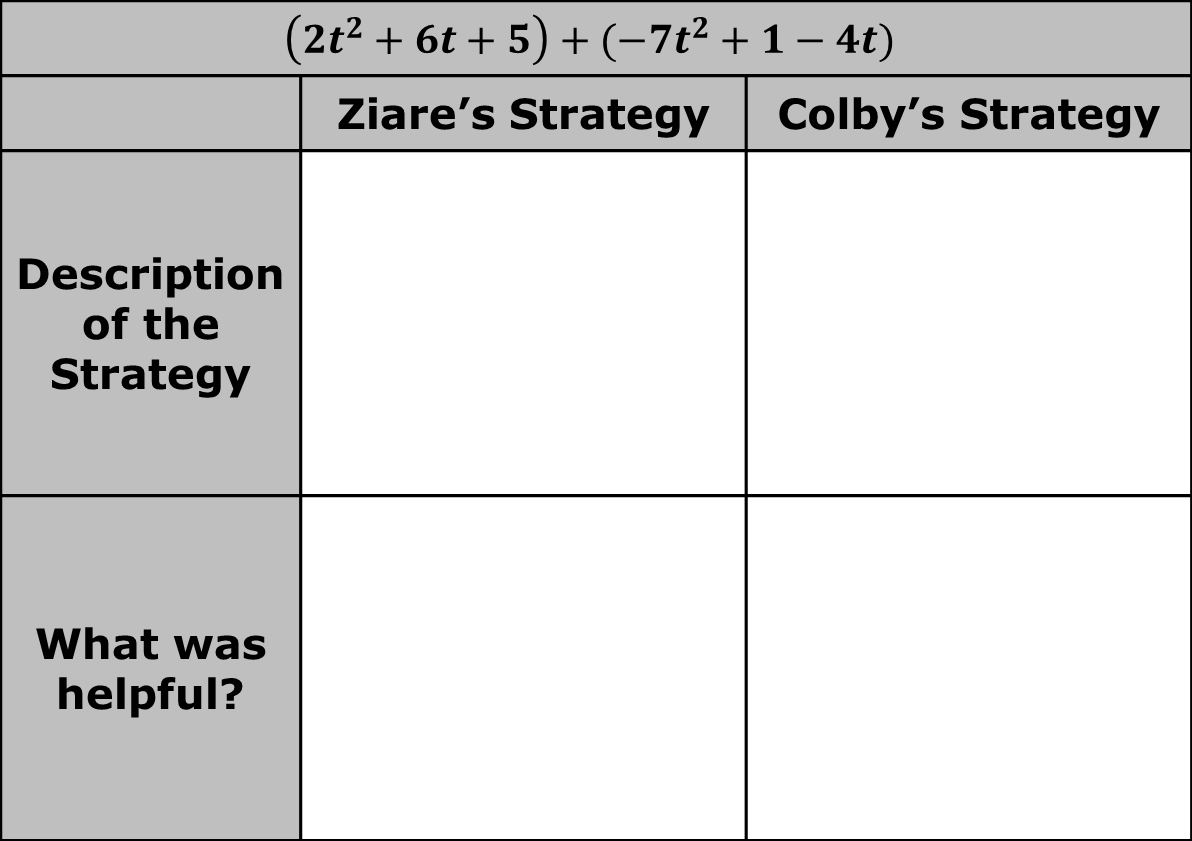 (2t² + 6t + 5) + (−7t² + 1 − 4t)
Ziare’s Strategy
Colby’s Strategy
Description
of the
Strategy
What was
helpful?